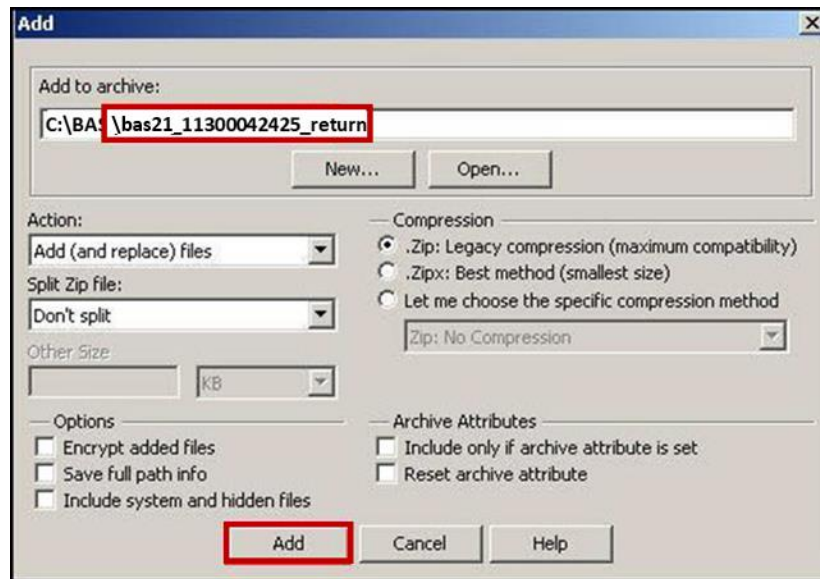 Add
Add to archive:
C:\BAS \bas21_11300042425_return
New... Open...
Action:
Add (and replace) files
Split Zip file:
Don't split
Other Size
KB
Compression
.Zip: Legacy compression (maximum compatibility)
.Zipx: Best method (smallest size)
Let me choose the specific compression method
Zip: No Compression
Options
Encrypt added files
Save full path info
Include system and hidden files
Archive Attributes
Include only if archive attribute is set
Reset archive attribute
Add Cancel Help